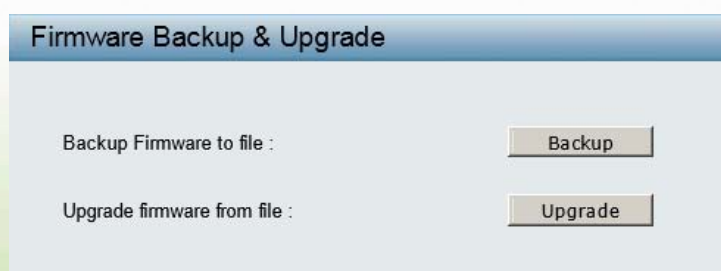 Firmware Backup & Upgrade
Backup Firmware to file : Backup
Upgrade firmware from file : Upgrade